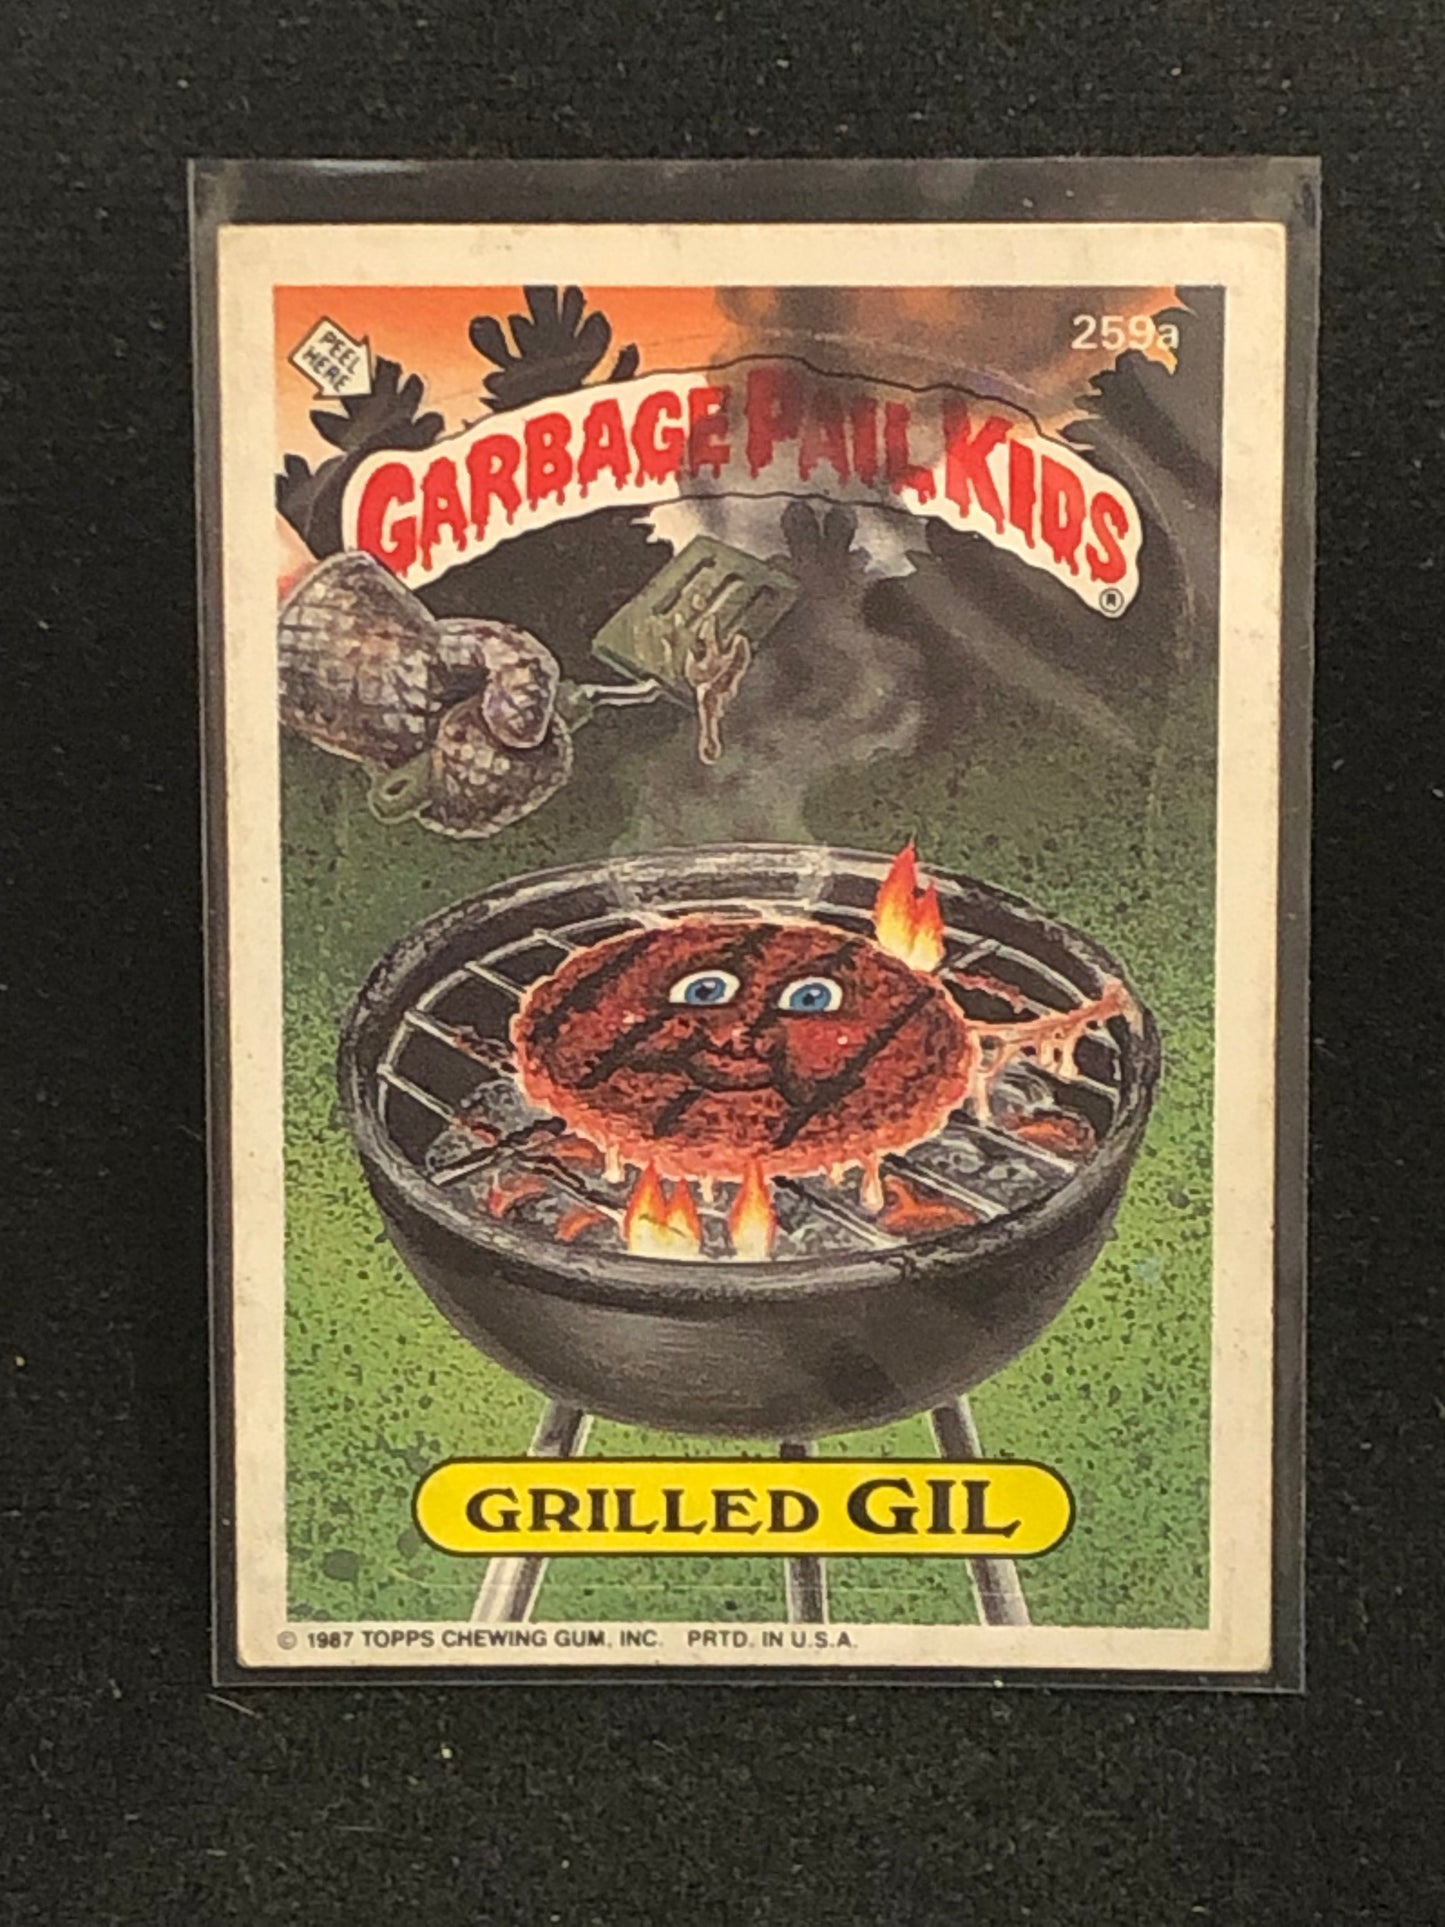 259a
PEEL
HERE
GARBAGE PAIL KIDS
®
GRILLED GIL
© 1987 TOPPS CHEWING GUM, INC. PRTD. IN U.S.A.